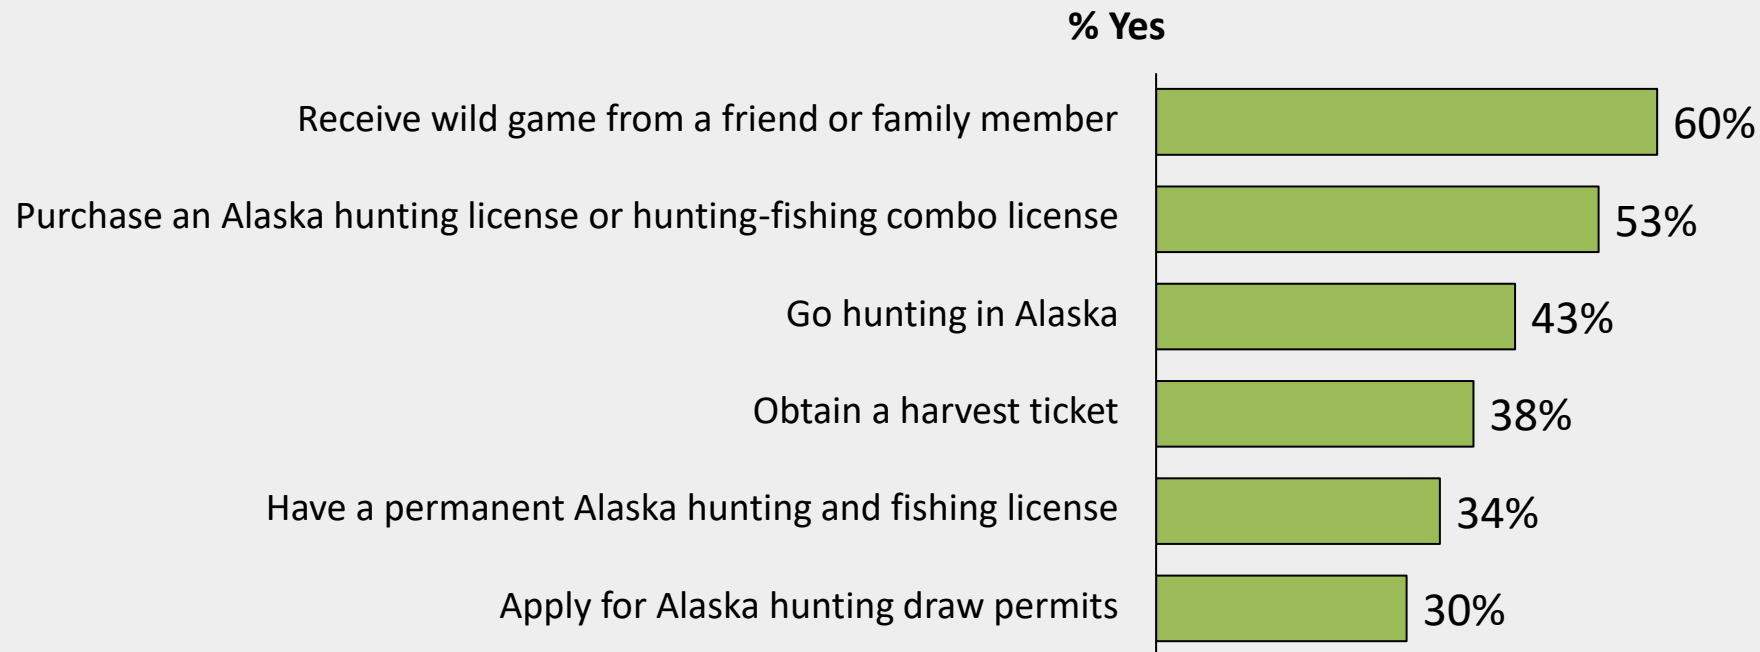 % Yes
Receive wild game from a friend or family member 60%
Purchase an Alaska hunting license or hunting-fishing combo license 53%
Go hunting in Alaska 43%
Obtain a harvest ticket 38%
Have a permanent Alaska hunting and fishing license 34%
Apply for Alaska hunting draw permits 30%